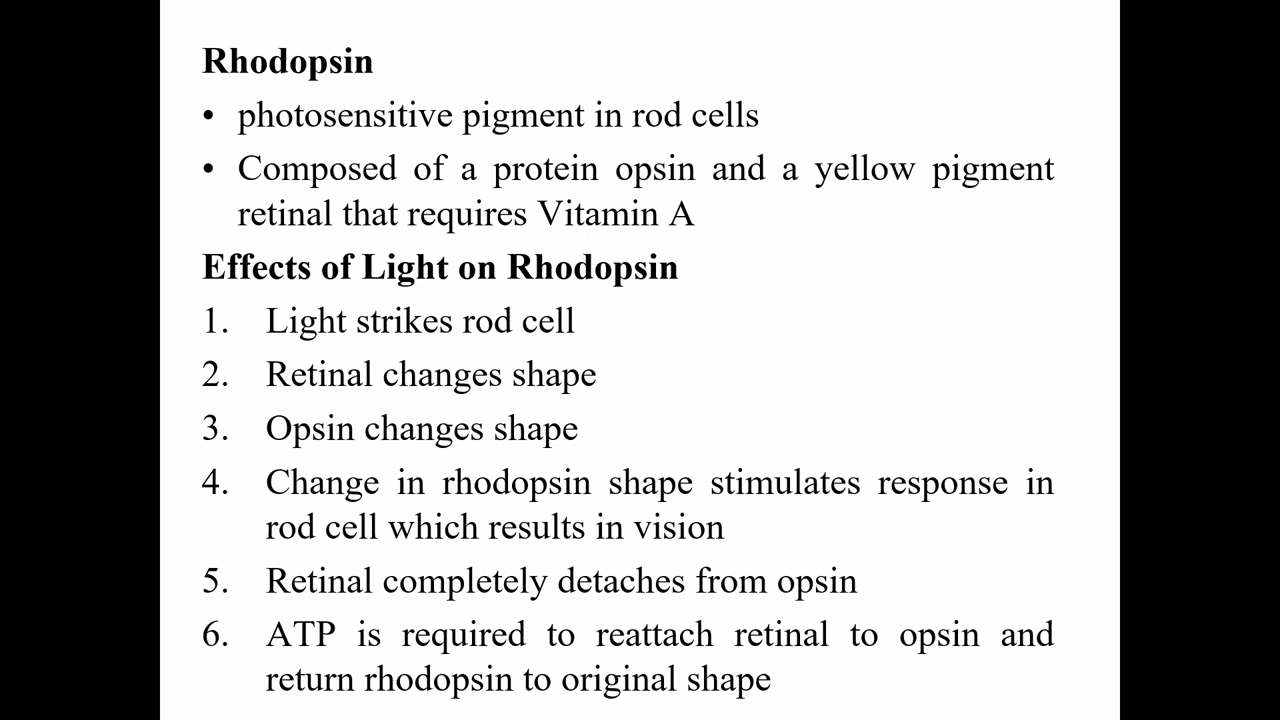 Rhodopsin
• photosensitive pigment in rod cells
• Composed of a protein opsin and a yellow pigment
retinal that requires Vitamin A
Effects of Light on Rhodopsin
1. Light strikes rod cell
2. Retinal changes shape
3. Opsin changes shape
4. Change in rhodopsin shape stimulates response in
rod cell which results in vision
5. Retinal completely detaches from opsin
6. ATP is required to reattach retinal to opsin and
return rhodopsin to original shape